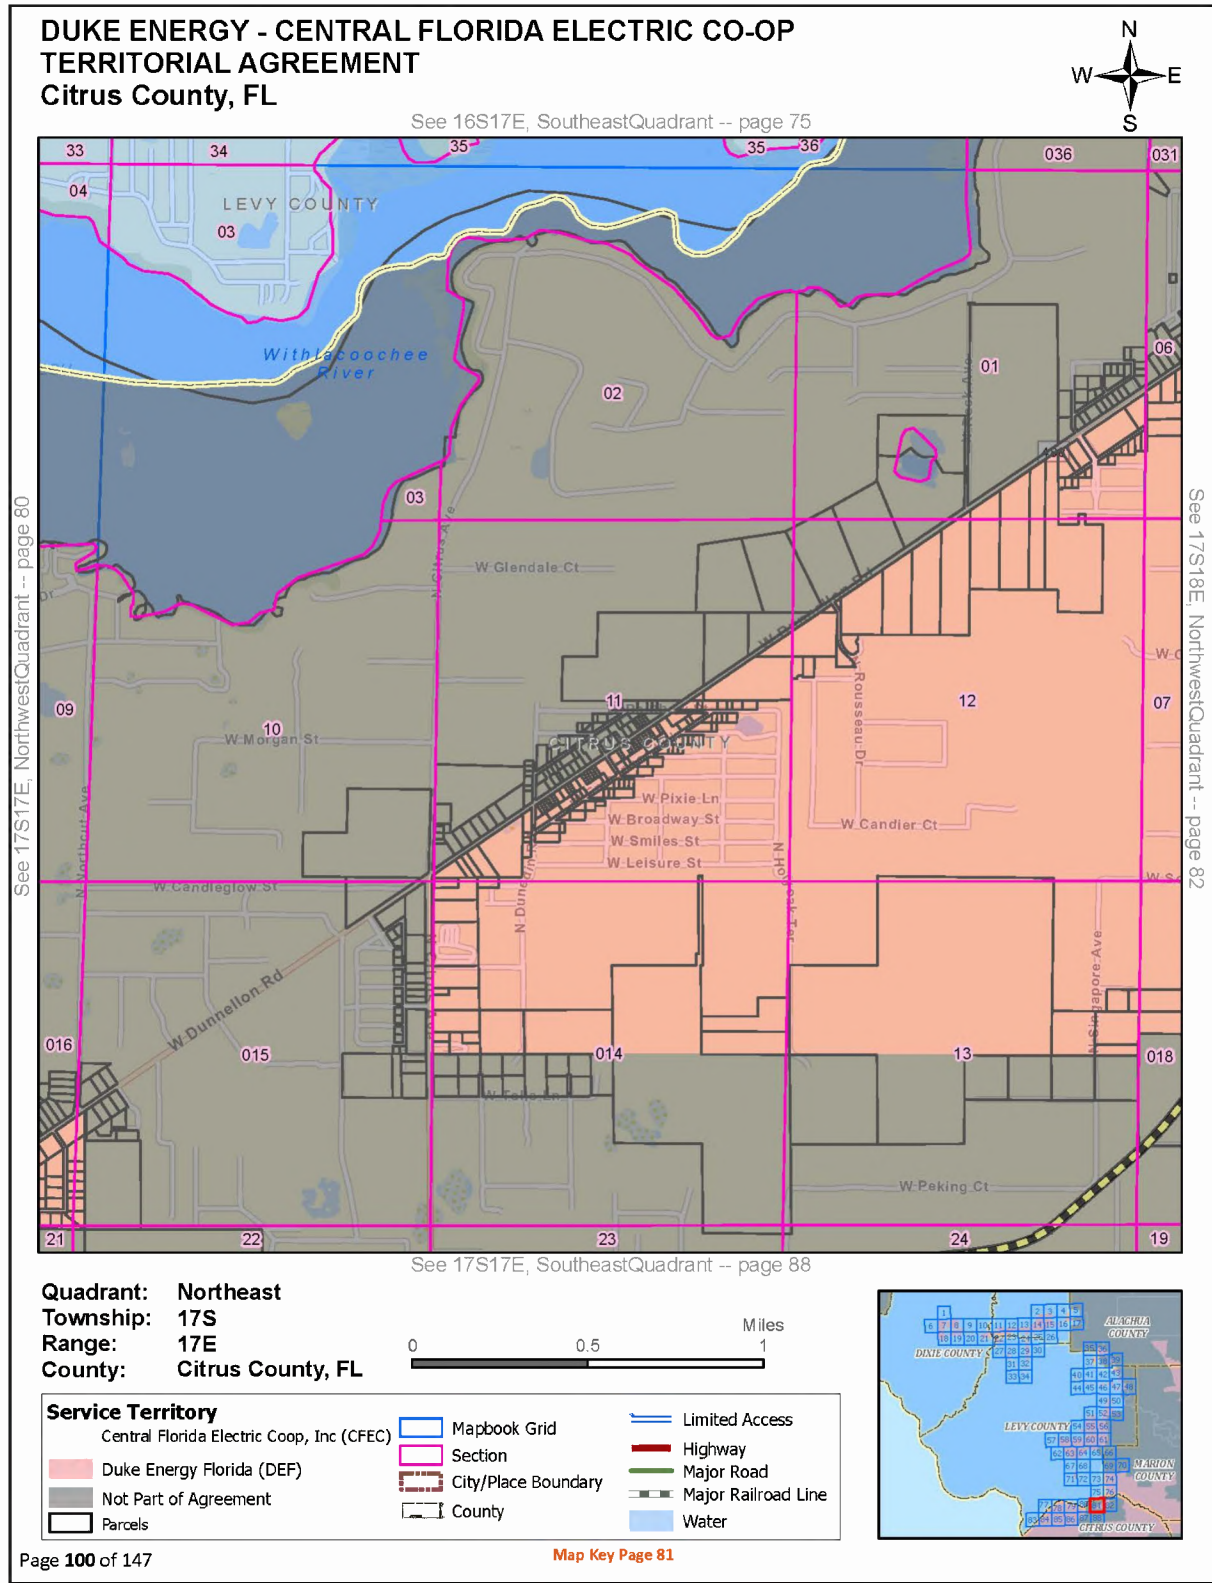 DUKE ENERGY - CENTRAL FLORIDA ELECTRIC CO-OP
TERRITORIAL AGREEMENT
Citrus County, FL
N
W E
S
See 16S17E, SoutheastQuadrant -- page 75
33 34 35 35 36 036 031
04
LEVY COUNTY
03
Withlacoochee
River
06
01
02
03
See 17S17E, NorthwestQuadrant -- page 80
See 17S18E, NorthwestQuadrant -- page 82
N Citrus Ave
W Glendale Ct
Dr
N Rousseau Dr
09
10
11
12
07
W Morgan St
CITRUS COUNTY
N Northcut Ave
W Pixie Ln
W Broadway St
W Smiles St
W Leisure St
W Candler Ct
W Candleglow St
N Singapore Ave
W Dunnellon Rd
016
015
014
13
018
W Peking Ct
21 22 23 24 19
See 17S17E, SoutheastQuadrant -- page 88
Quadrant: Northeast
Township: 17S
Range: 17E
County: Citrus County, FL
Miles
0 0.5 1
Service Territory
Central Florida Electric Coop, Inc (CFEC)
Duke Energy Florida (DEF)
Not Part of Agreement
Parcels
Mapbook Grid
Section
City/Place Boundary
County
Limited Access
Highway
Major Road
Major Railroad Line
Water
ALACHUA
COUNTY
DIXIE COUNTY
LEVY COUNTY
MARION
COUNTY
CITRUS COUNTY
Page 100 of 147
Map Key Page 81